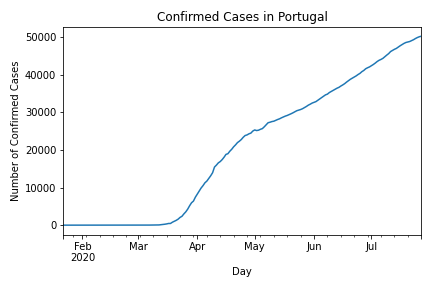 Confirmed Cases in Portugal
Number of Confirmed Cases
50000
40000
30000
20000
10000
0
Feb Mar Apr May Jun Jul
2020
Day